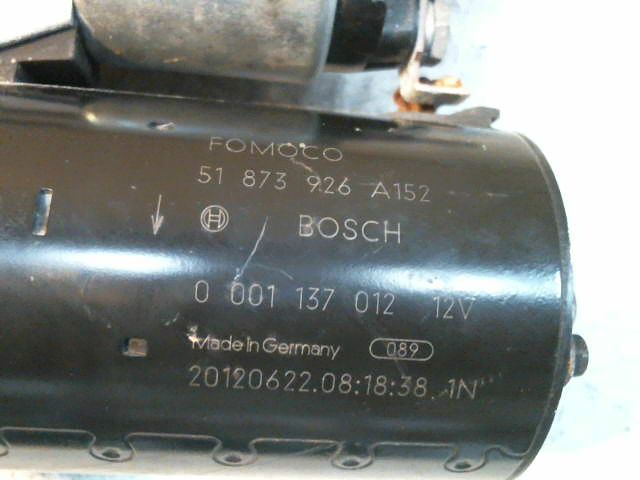 FOMOCO
51 873 926 A152
BOSCH
0 001 137 012 12V
Made In Germany 089
20120622.08:18:38 1N